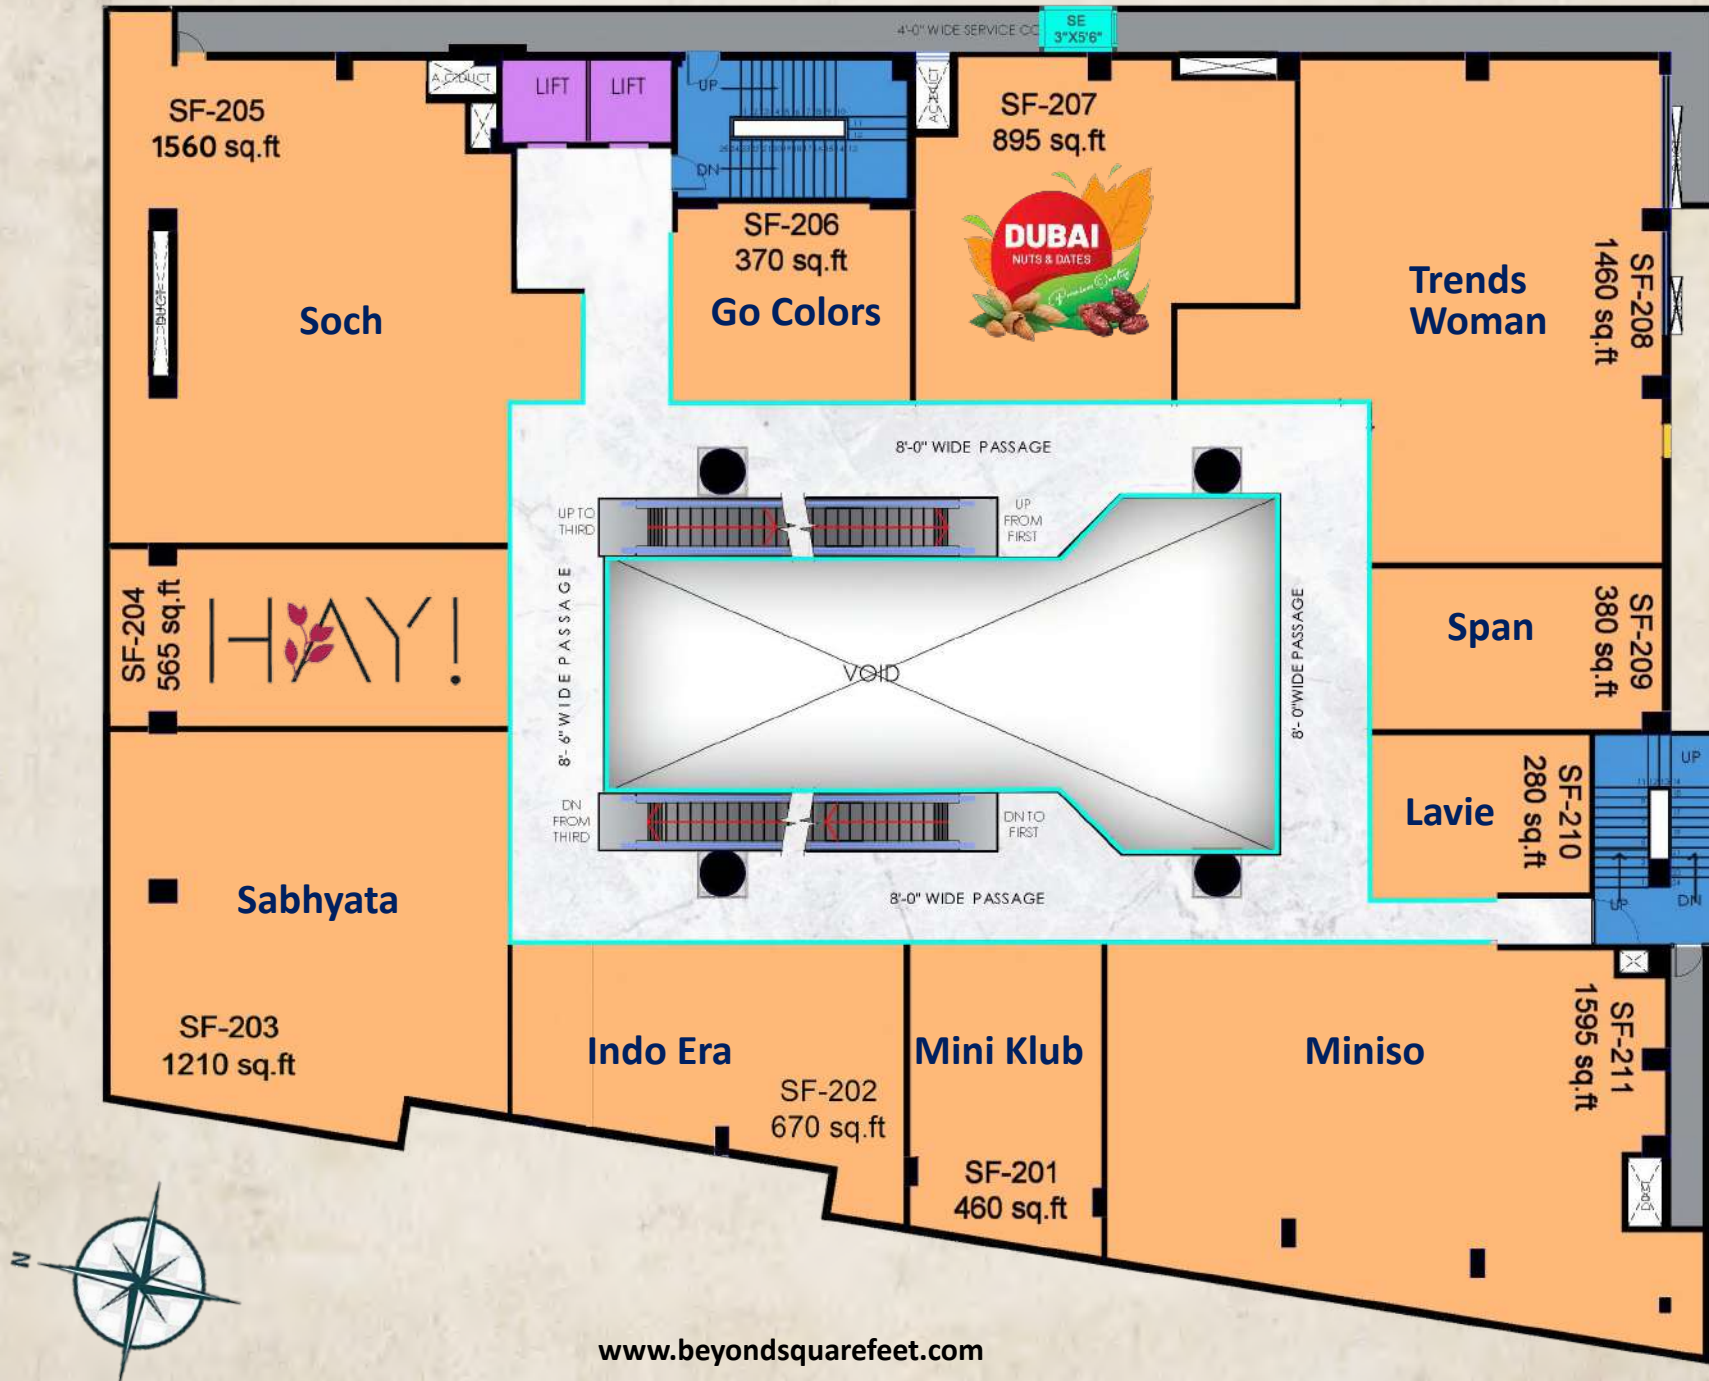 4'-0" WIDE SERVICE CO
SE
3"X5'6"
A.C.DUCT
LIFT
LIFT
UP
DN
A.C.DUCT
SF-205
1560 sq.ft
SF-207
895 sq.ft
DUBAI
NUTS & DATES
Premium Quality
SF-206
370 sq.ft
Go Colors
DUCT
Soch
Trends
Woman
SF-208
1460 sq.ft
8'-0" WIDE PASSAGE
UP TO
THIRD
UP
FROM
FIRST
SF-204
565 sq.ft
HAY!
8'- 6" WIDE PASSAGE
VOID
8'- 0"WIDE PASSAGE
Span
SF-209
380 sq.ft
DN
FROM
THIRD
DN TO
FIRST
Lavie
SF-210
280 sq.ft
UP
UP
DN
Sabhyata
8'-0" WIDE PASSAGE
SF-203
1210 sq.ft
Indo Era
SF-202
670 sq.ft
Mini Klub
SF-201
460 sq.ft
Miniso
SF-211
1595 sq.ft
DUCT
N
www.beyondsquarefeet.com